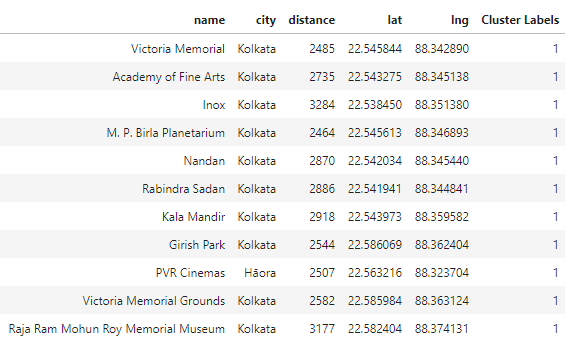 name city distance lat lng Cluster Labels
Victoria Memorial Kolkata 2485 22.545844 88.342890 1
Academy of Fine Arts Kolkata 2735 22.543275 88.345138 1
Inox Kolkata 3284 22.538450 88.351380 1
M. P. Birla Planetarium Kolkata 2464 22.545613 88.346893 1
Nandan Kolkata 2870 22.542034 88.345440 1
Rabindra Sadan Kolkata 2886 22.541941 88.344841 1
Kala Mandir Kolkata 2918 22.543973 88.359582 1
Girish Park Kolkata 2544 22.586069 88.362404 1
PVR Cinemas Hāora 2507 22.563216 88.323704 1
Victoria Memorial Grounds Kolkata 2582 22.585984 88.363124 1
Raja Ram Mohun Roy Memorial Museum Kolkata 3177 22.582404 88.374131 1